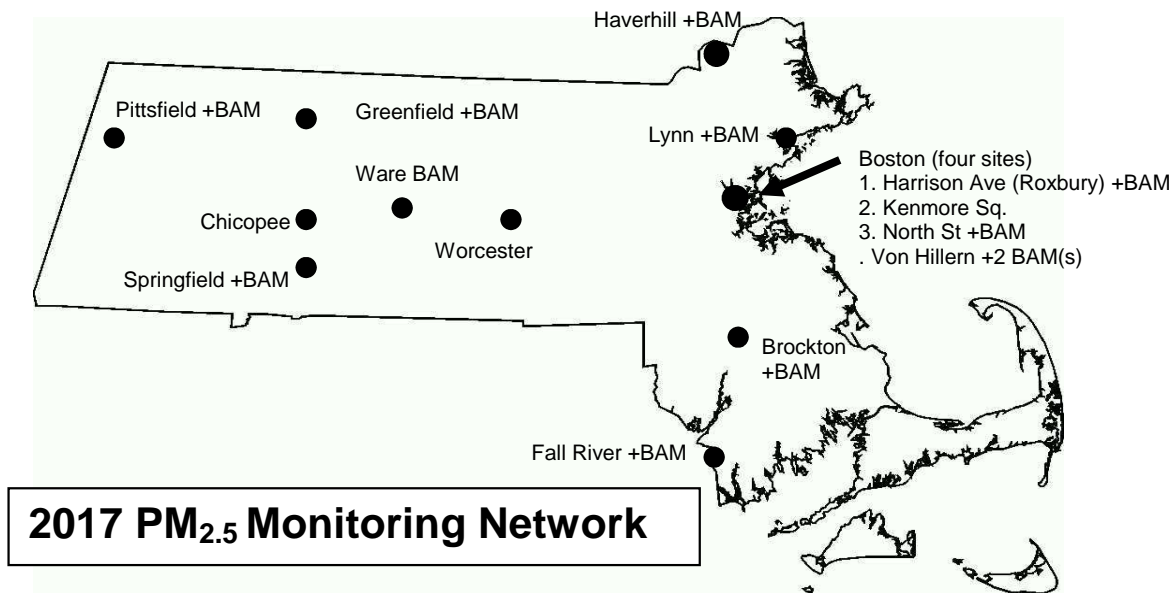 Haverhill +BAM
Pittsfield +BAM
Greenfield +BAM
Lynn +BAM
Ware BAM
Boston (four sites)
1. Harrison Ave (Roxbury) +BAM
2. Kenmore Sq.
3. North St +BAM
. Von Hillern +2 BAM(s)
Chicopee
Worcester
Springfield +BAM
Brockton
+BAM
Fall River +BAM
2017 PM2.5 Monitoring Network